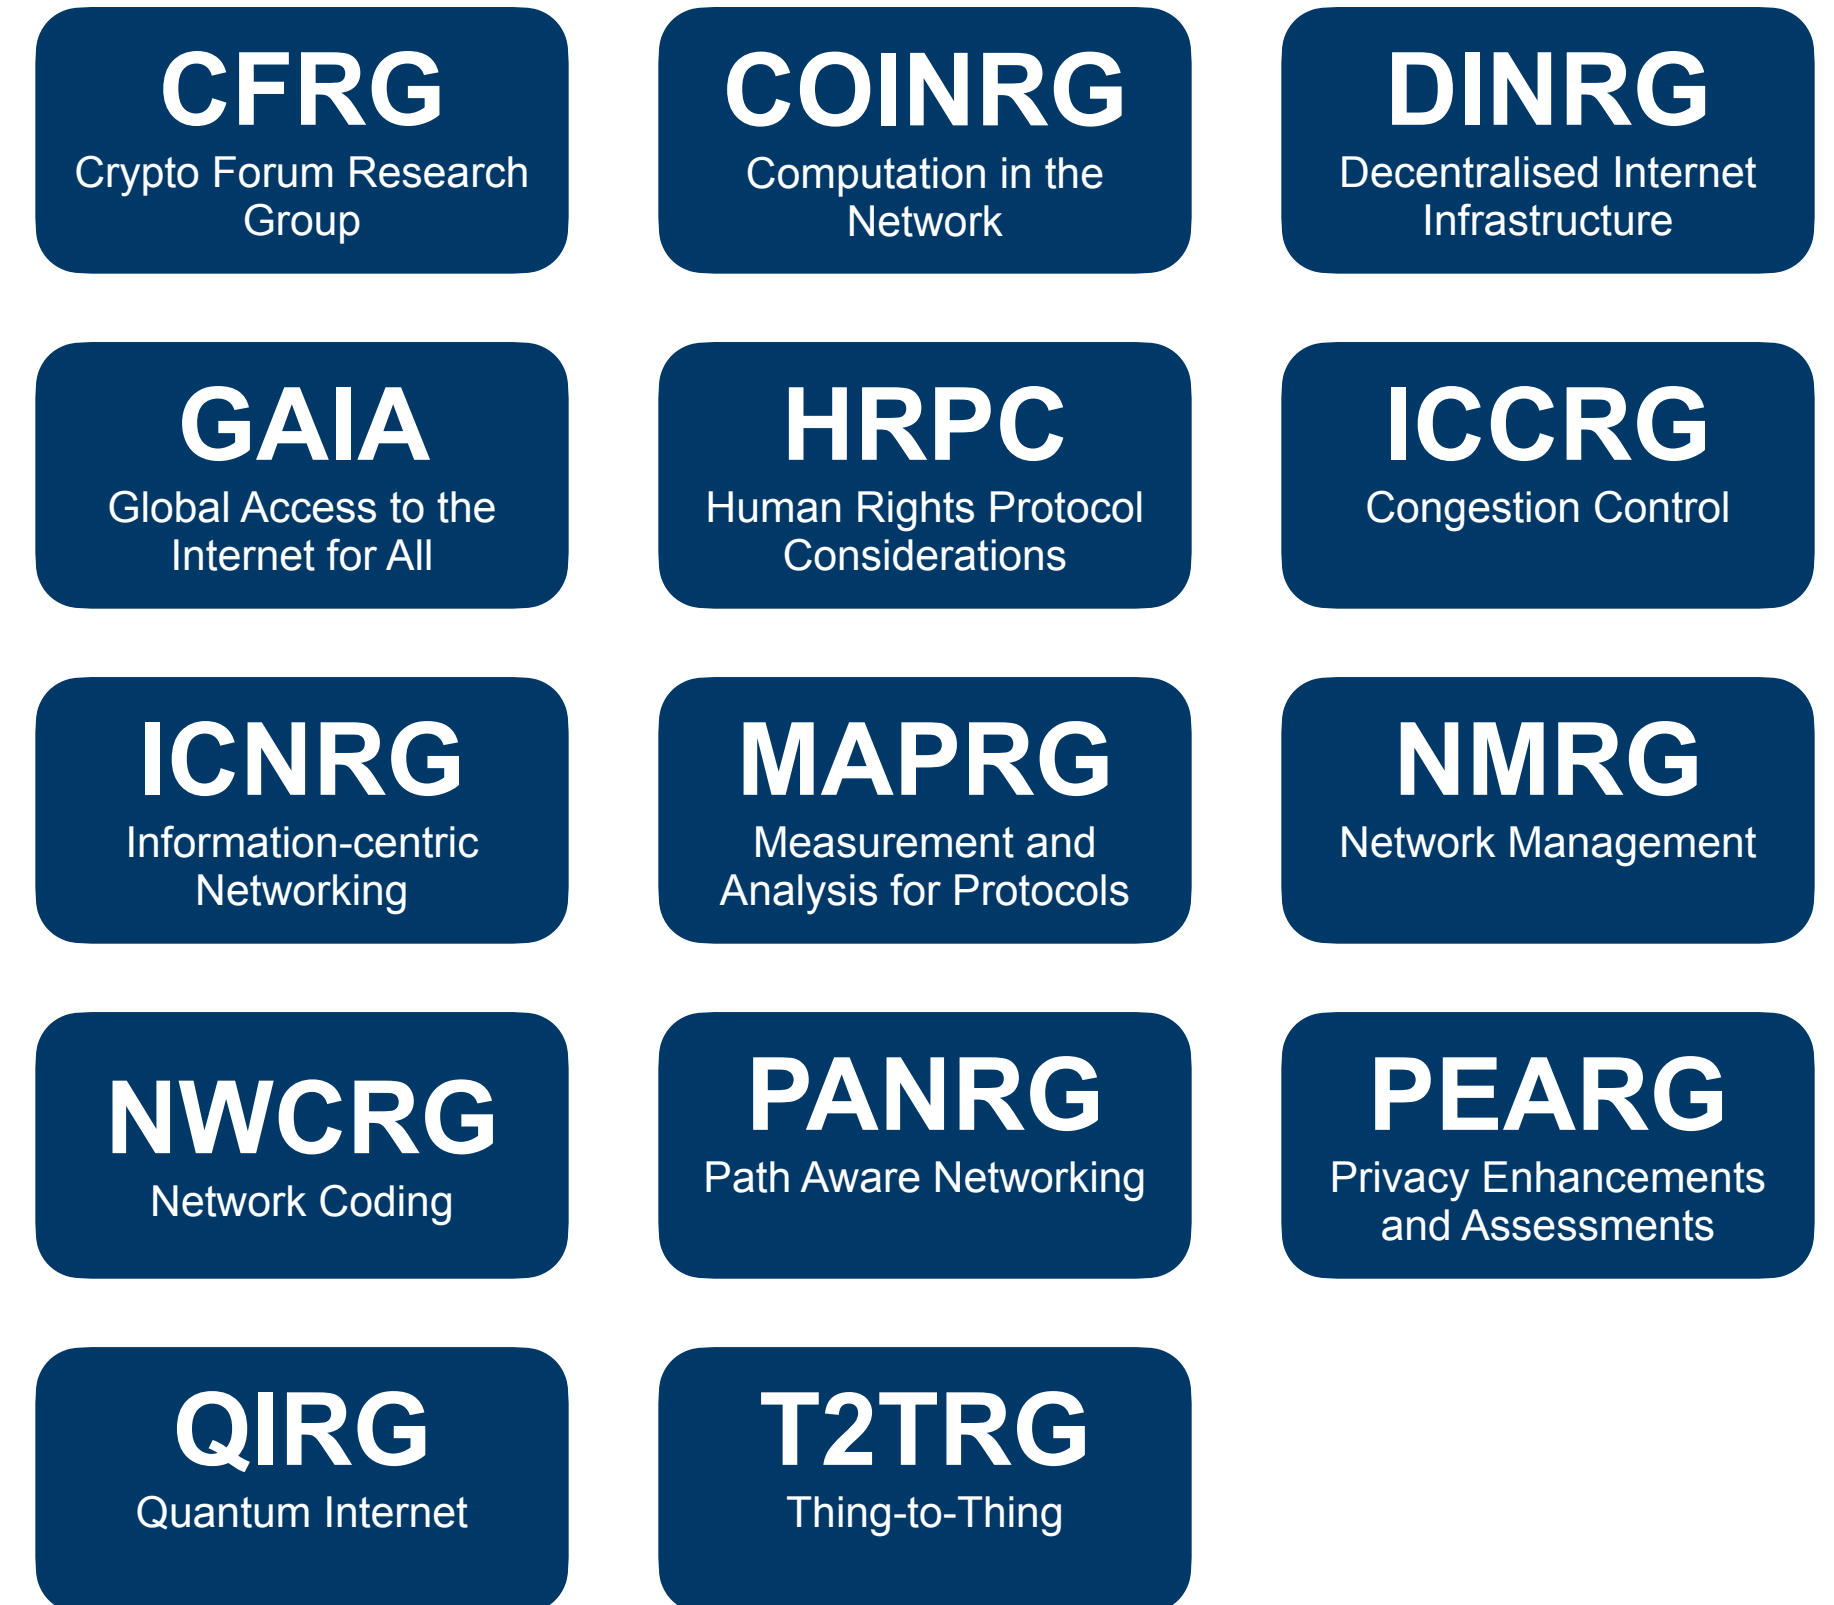 CFRG
Crypto Forum Research
Group
COINRG
Computation in the
Network
DINRG
Decentralised Internet
Infrastructure
GAIA
Global Access to the
Internet for All
HRPC
Human Rights Protocol
Considerations
ICCRG
Congestion Control
ICNRG
Information-centric
Networking
MAPRG
Measurement and
Analysis for Protocols
NMRG
Network Management
NWCRG
Network Coding
PANRG
Path Aware Networking
PEARG
Privacy Enhancements
and Assessments
QIRG
Quantum Internet
T2TRG
Thing-to-Thing